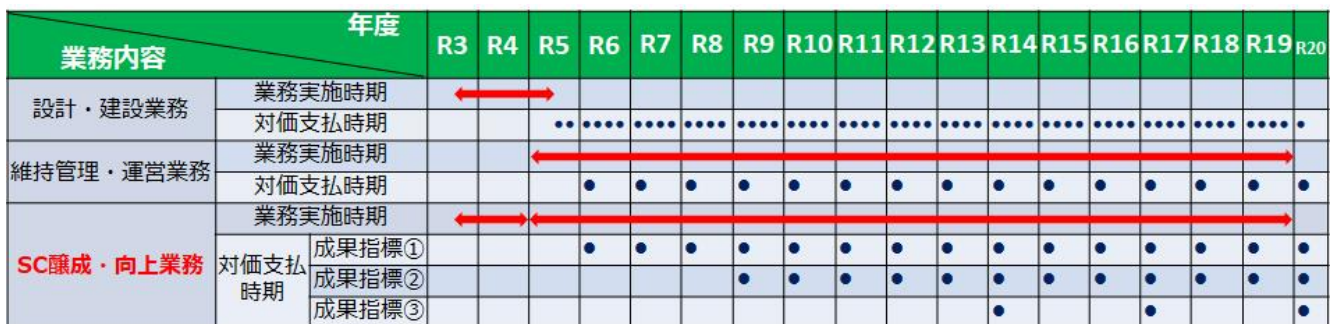 年度
業務内容
R3 R4 R5 R6 R7 R8 R9 R10 R11 R12 R13 R14 R15 R16 R17 R18 R19 R20
設計・建設業務
業務実施時期
対価支払時期
維持管理・運営業務
業務実施時期
対価支払時期
SC醸成・向上業務
業務実施時期
対価支払
時期
成果指標①
成果指標②
成果指標③